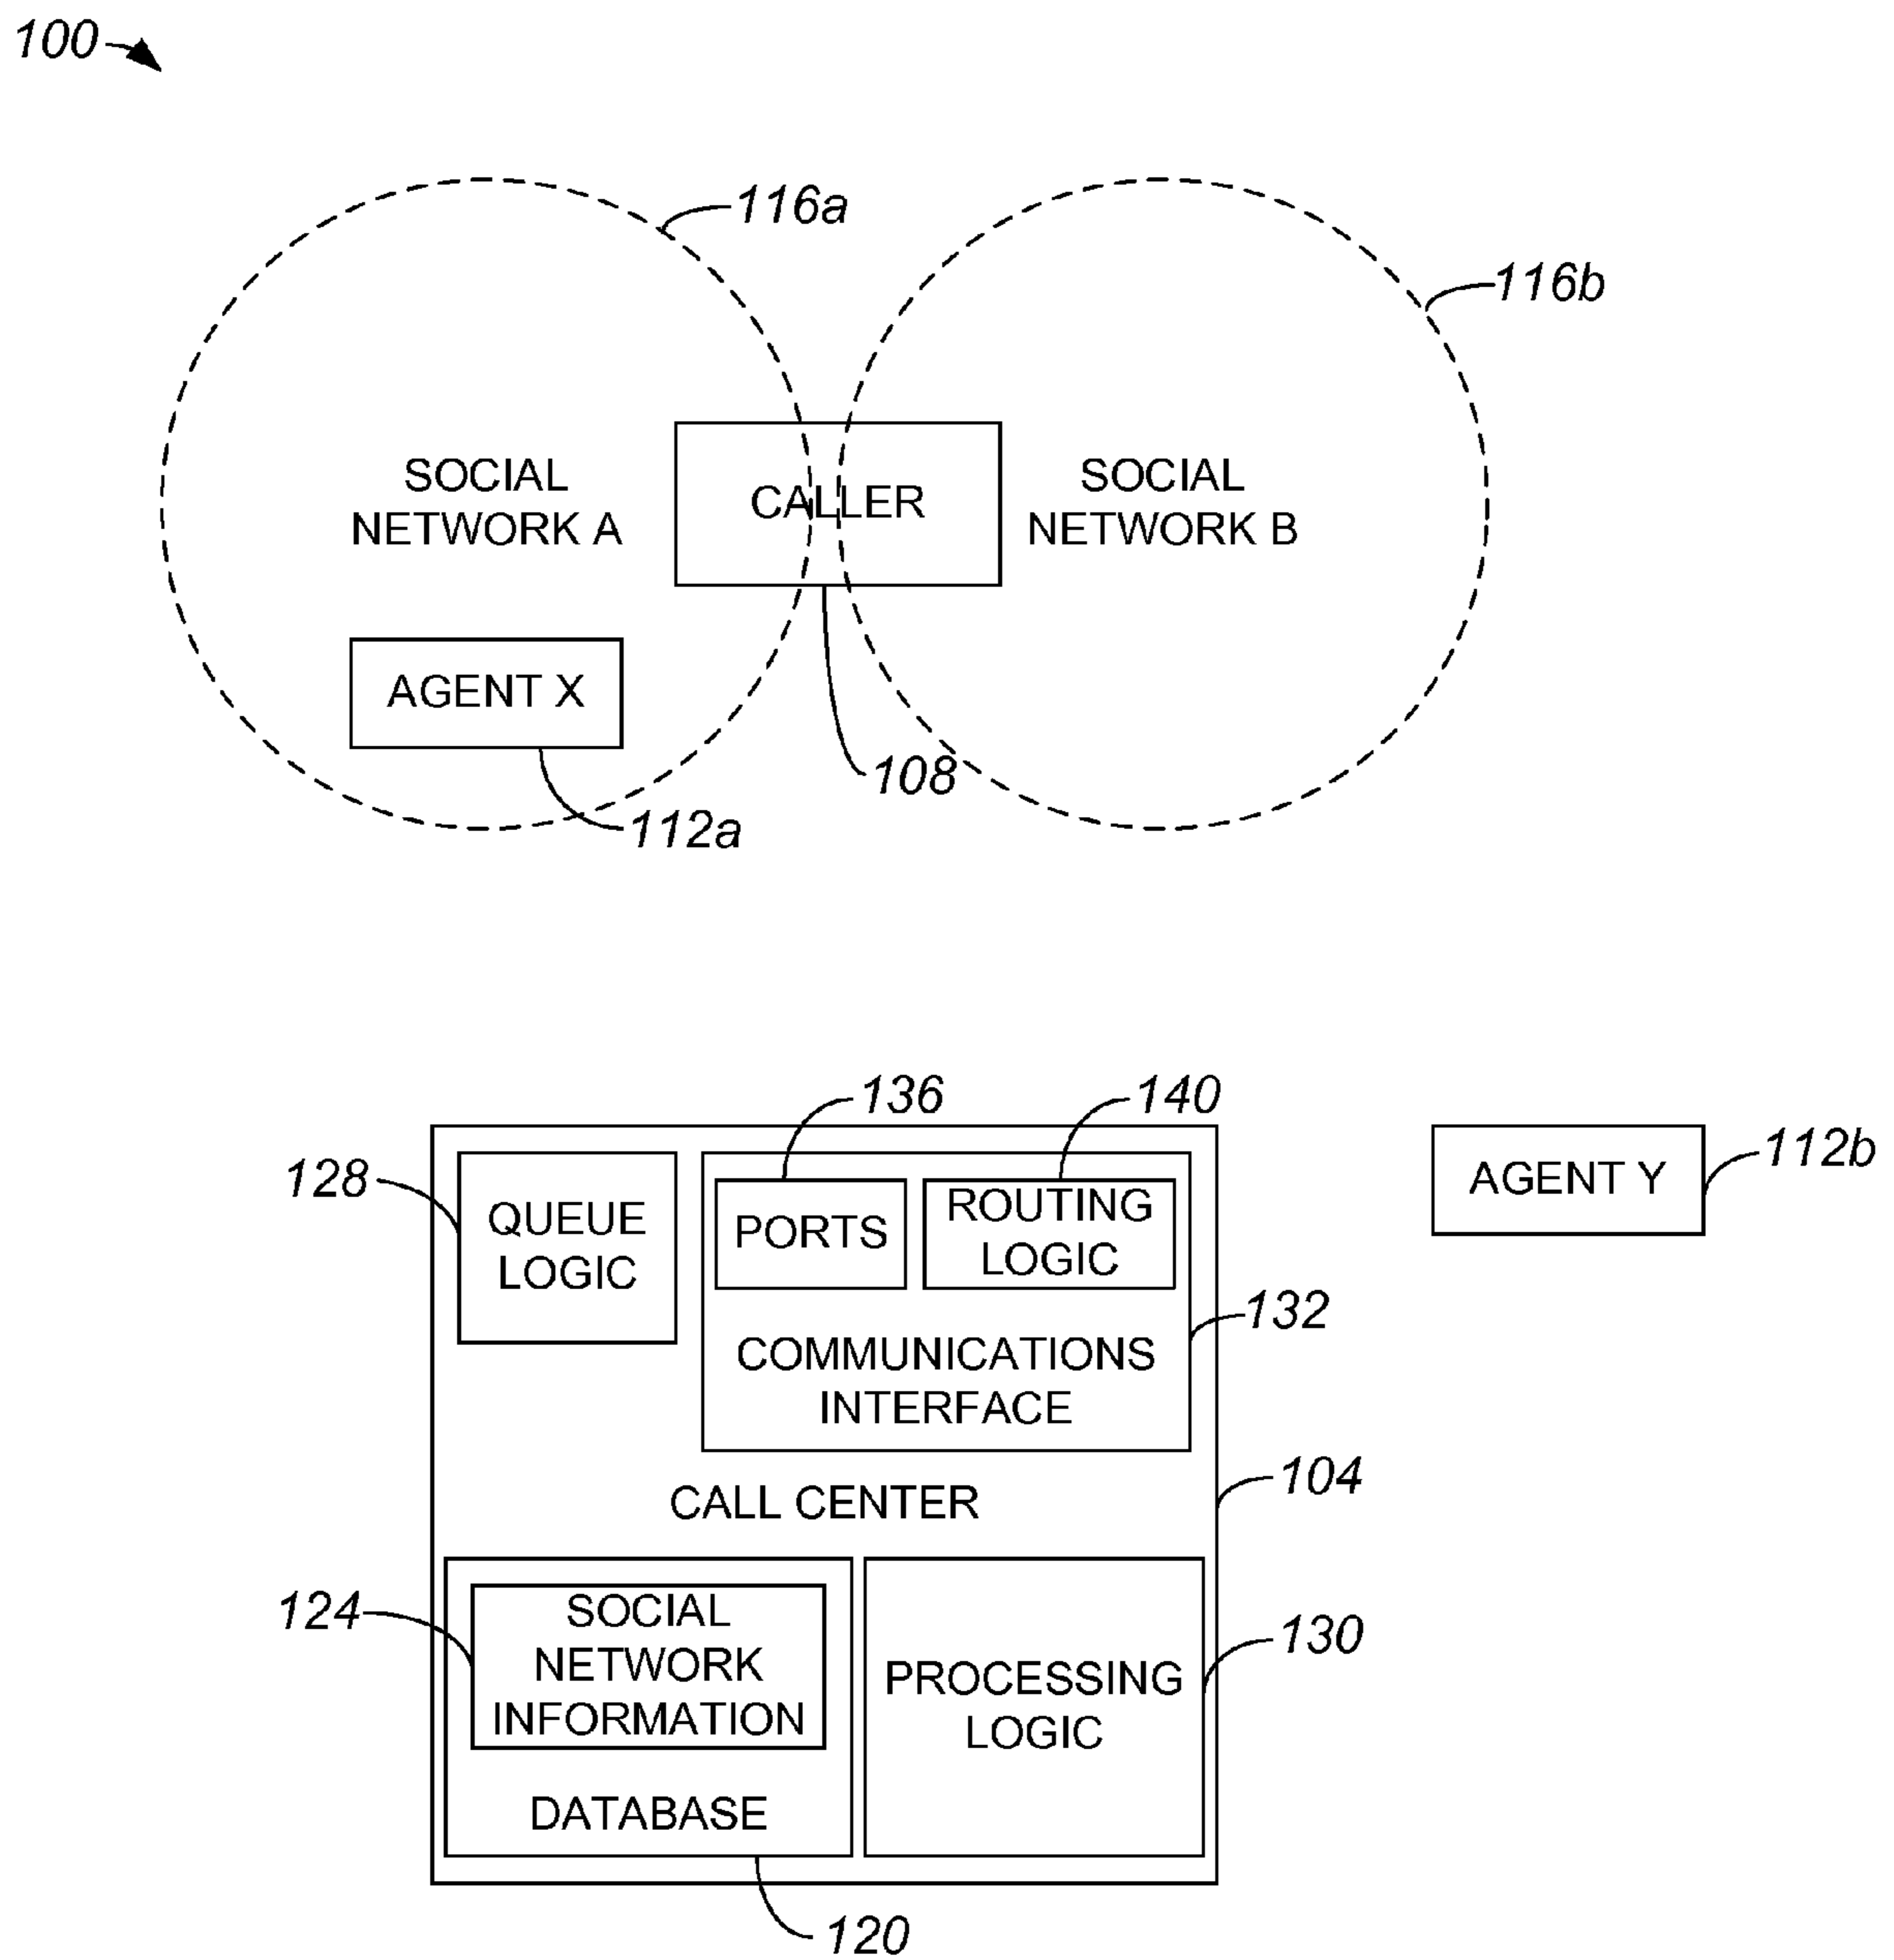 100
116a
116b
SOCIAL
NETWORK A
CALLER
SOCIAL
NETWORK B
AGENT X
108
112a
136
140
128
QUEUE
LOGIC
PORTS
ROUTING
LOGIC
AGENT Y
112b
132
COMMUNICATIONS
INTERFACE
104
CALL CENTER
124
SOCIAL
NETWORK
INFORMATION
130
PROCESSING
LOGIC
DATABASE
120